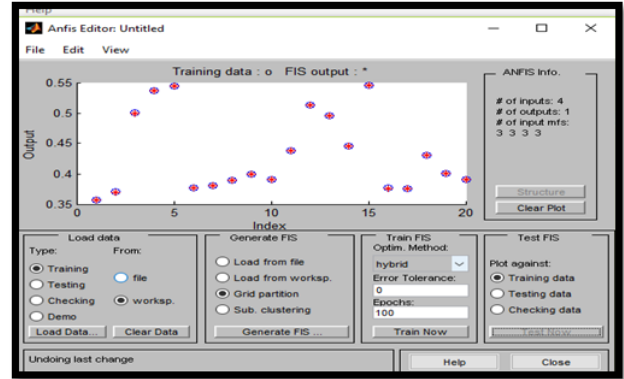 Help
Anfis Editor: Untitled
File Edit View
Training data : o FIS output : *
0.55
0.5
0.45
0.4
0.35
Output
0 5 10 15 20
Index
ANFIS Info.
# of inputs: 4
# of outputs: 1
# of input mfs:
3 3 3 3
Structure
Clear Plot
Load data
Type: From:
Training
Testing
Checking
Demo
file
worksp.
Load Data... Clear Data
Generate FIS
Load from file
Load from worksp.
Grid partition
Sub. clustering
Generate FIS ...
Train FIS
Optim. Method:
hybrid
Error Tolerance:
0
Epochs:
100
Train Now
Test FIS
Plot against:
Training data
Testing data
Checking data
Test Now
Undoing last change
Help Close